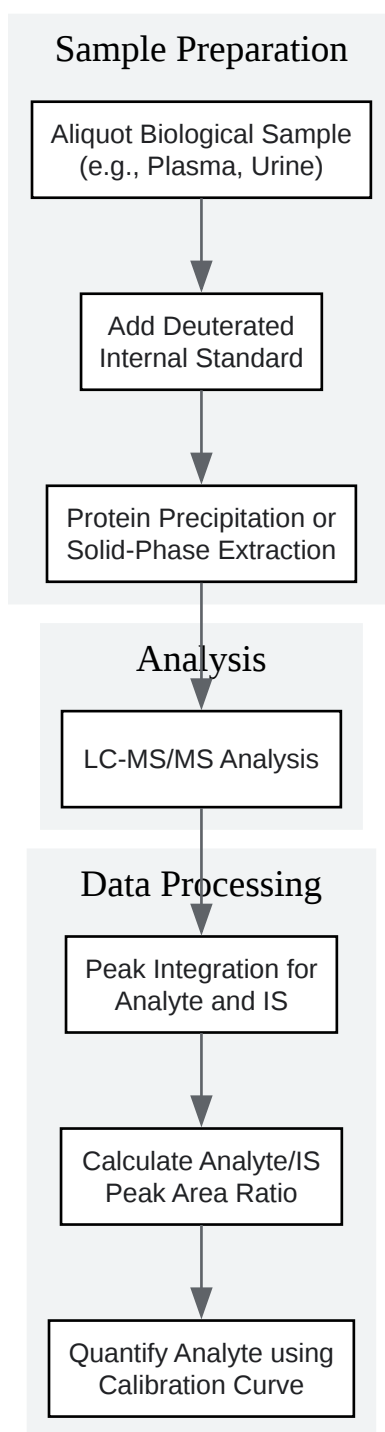 Sample Preparation
Aliquot Biological Sample
(e.g., Plasma, Urine)
Add Deuterated
Internal Standard
Protein Precipitation or
Solid-Phase Extraction
Analysis
LC-MS/MS Analysis
Data Processing
Peak Integration for
Analyte and IS
Calculate Analyte/IS
Peak Area Ratio
Quantify Analyte using
Calibration Curve